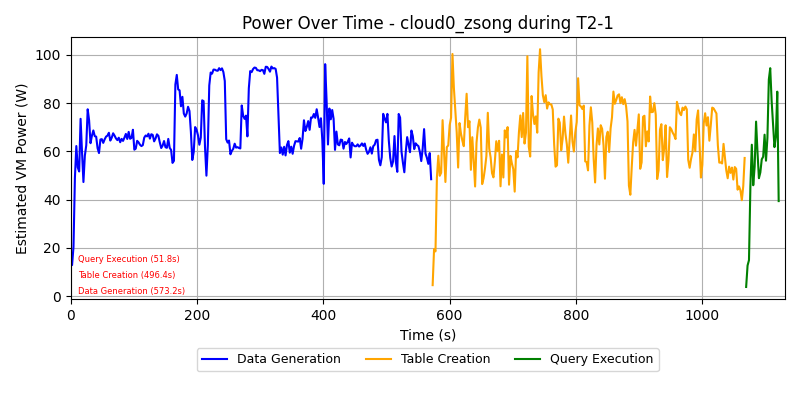 Power Over Time - cloud0_zsong during T2-1
Estimated VM Power (W)
100
80
60
40
20
0
Query Execution (51.8s)
Table Creation (496.4s)
Data Generation (573.2s)
0 200 400 600 800 1000
Time (s)
Data Generation Table Creation Query Execution